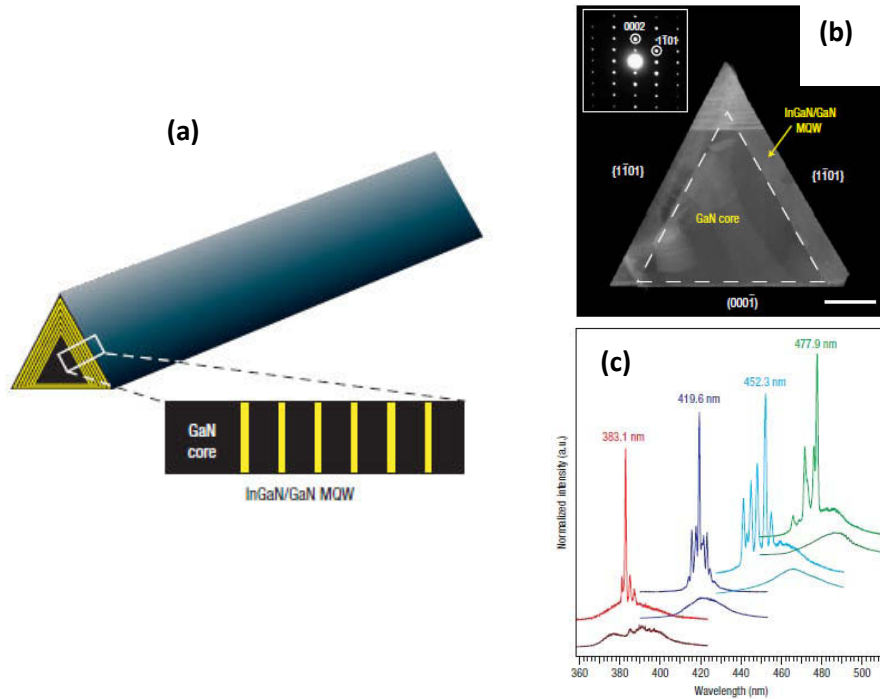 (a)
GaN
core
InGaN/GaN MQW
(b)
0002
11̅01
InGaN/GaN
MQW
{11̅01}
{11̅01}
GaN core
(0001̅)
(c)
477.9 nm
452.3 nm
419.6 nm
383.1 nm
Normalized intensity (a.u.)
360 380 400 420 440 460 480 500
Wavelength (nm)